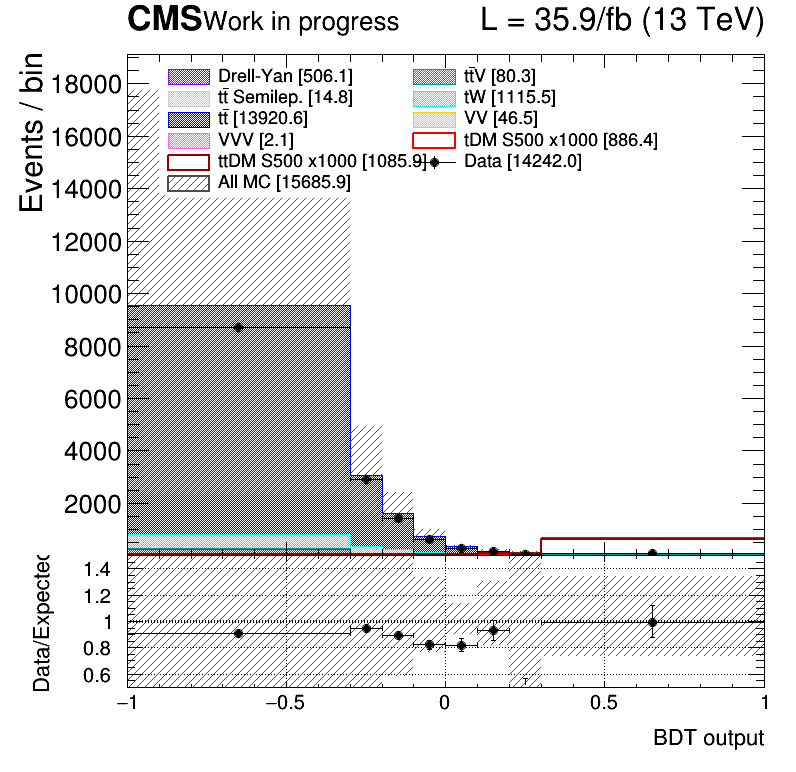 CMS Work in progress L = 35.9/fb (13 TeV)
Events / bin
18000
16000
14000
12000
10000
8000
6000
4000
2000
Drell-Yan [506.1] tt̄V [80.3]
tt̄ Semilep. [14.8] tW [1115.5]
tt̄ [13920.6] VV [46.5]
VVV [2.1] tDM S500 x1000 [886.4]
ttDM S500 x1000 [1085.9] Data [14242.0]
All MC [15685.9]
Data/Expected
1.4
1.2
1
0.8
0.6
−1 −0.5 0 0.5 1
BDT output